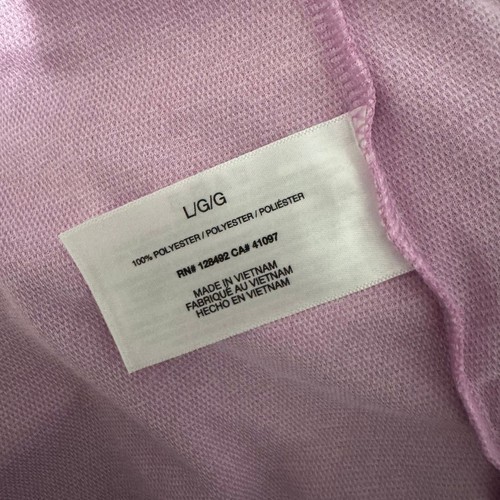 L/G/G
100% POLYESTER / POLYESTER / POLIÉSTER
RN# 128492 CA# 41097
MADE IN VIETNAM
FABRIQUÉ AU VIETNAM
HECHO EN VIETNAM